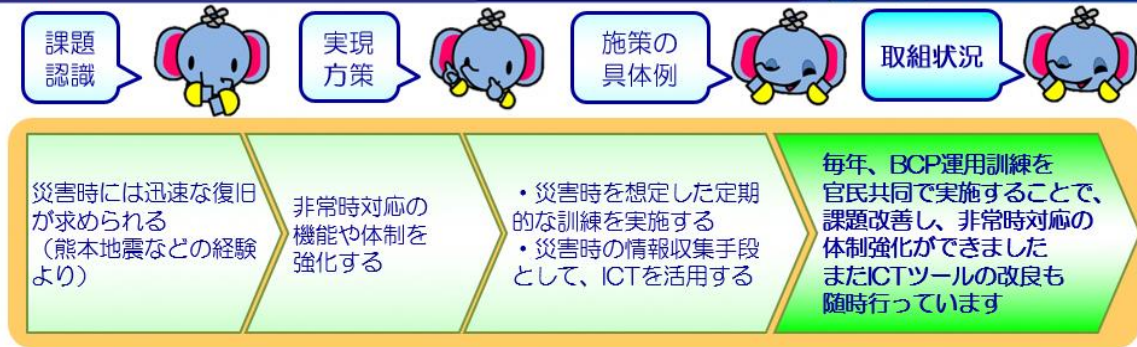 課題
認識
実現
方策
施策の
具体例
取組状況
災害時には迅速な復旧
が求められる
(熊本地震などの経験
より)
非常時対応の
機能や体制を
強化する
・災害時を想定した定期
的な訓練を実施する
・災害時の情報収集手段
として、ICTを活用する
毎年、BCP運用訓練を
官民共同で実施することで、
課題改善し、非常時対応の
体制強化ができました
またICTツールの改良も
随時行っています